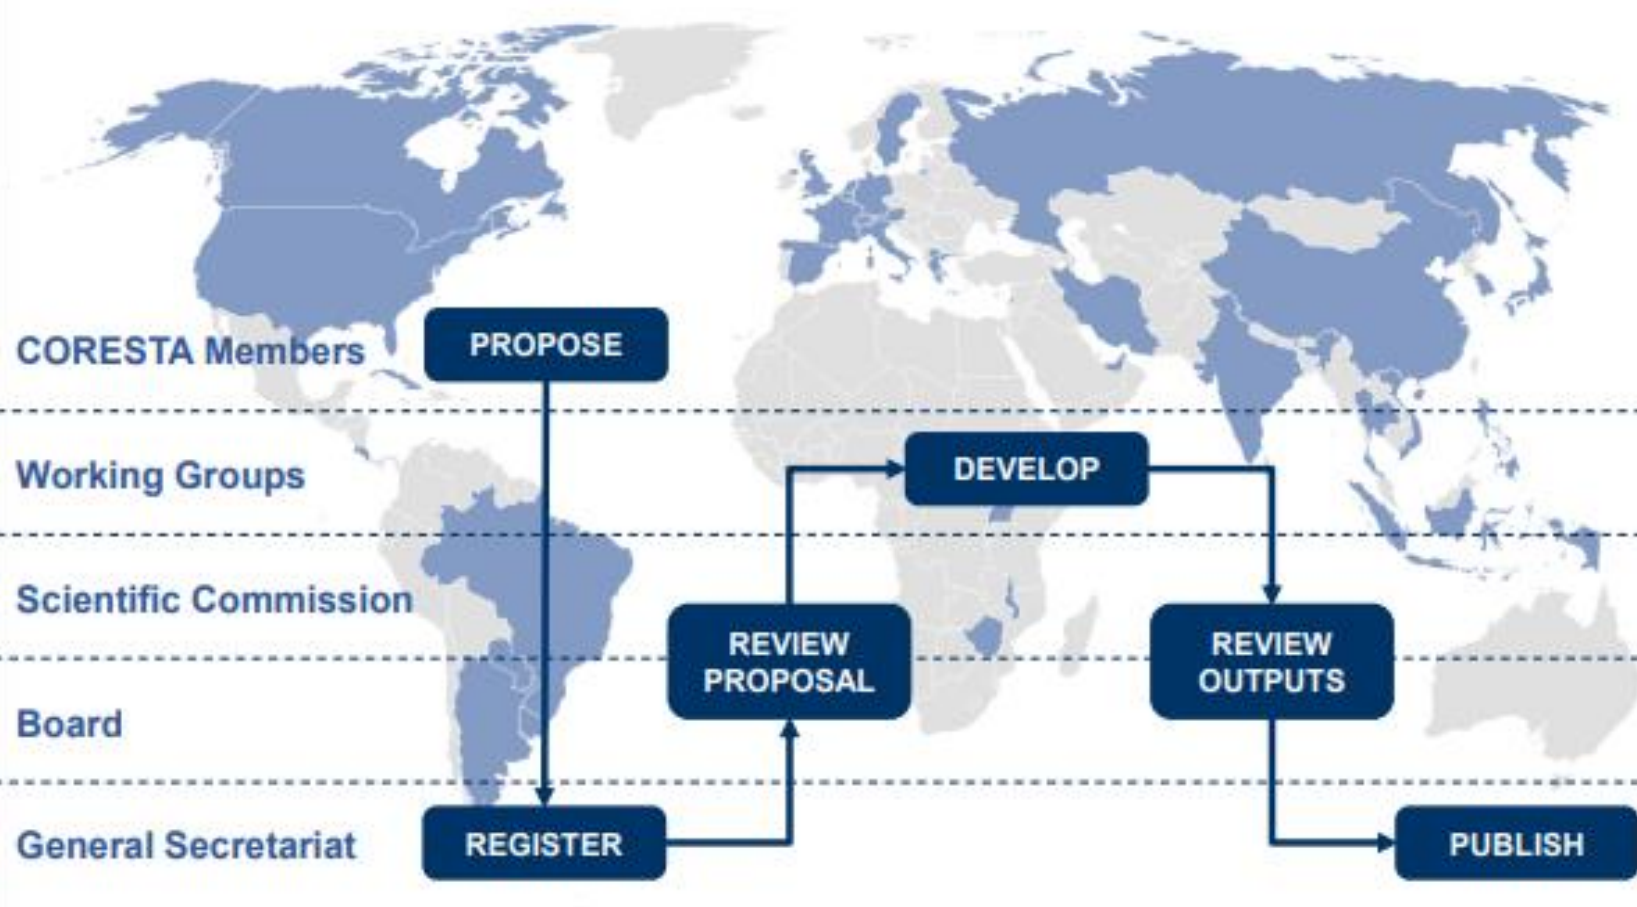 CORESTA Members
PROPOSE
Working Groups
DEVELOP
Scientific Commission
REVIEW
PROPOSAL
REVIEW
OUTPUTS
Board
General Secretariat
REGISTER
PUBLISH